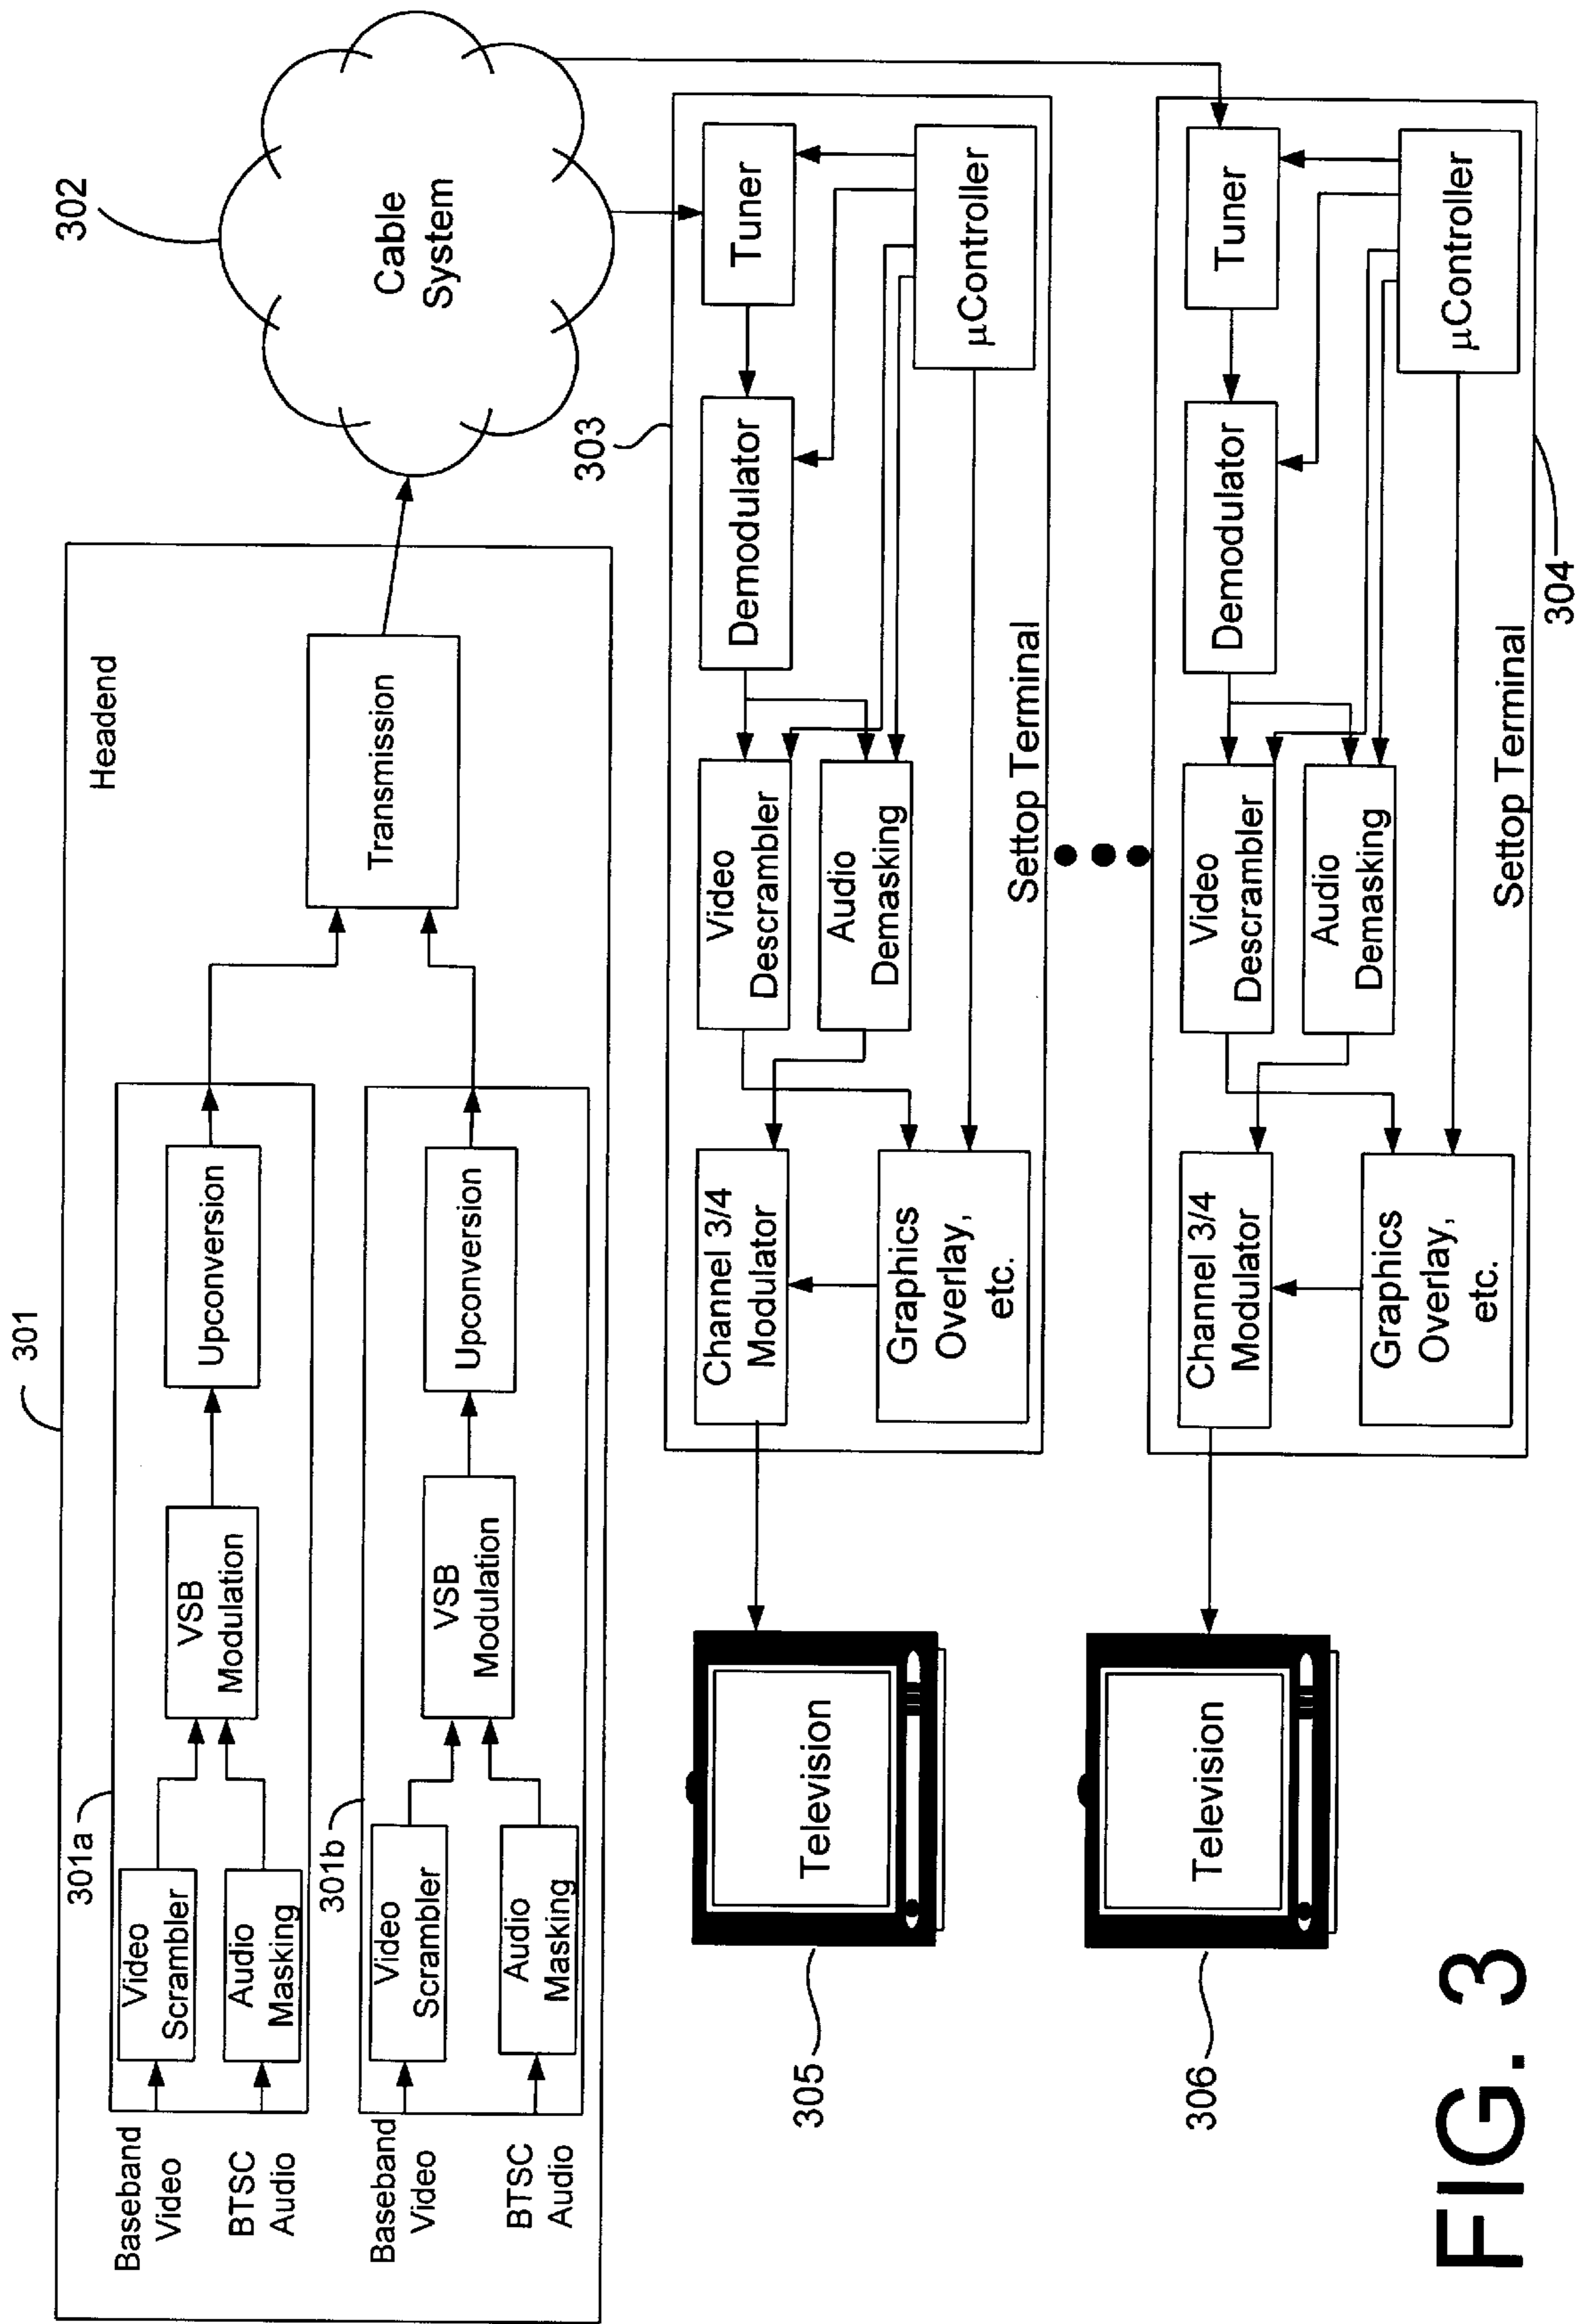 301
Headend
301a
Baseband
Video
BTSC
Audio
Video
Scrambler
Audio
Masking
VSB
Modulation
Upconversion
301b
Baseband
Video
BTSC
Audio
Video
Scrambler
Audio
Masking
VSB
Modulation
Upconversion
Transmission
302
Cable
System
303
Tuner
Demodulator
Video
Descrambler
Audio
Demasking
Channel 3/4
Modulator
Graphics
Overlay,
etc.
μController
Settop Terminal
Television
305
Tuner
Demodulator
Video
Descrambler
Audio
Demasking
Channel 3/4
Modulator
Graphics
Overlay,
etc.
μController
Settop Terminal
304
Television
306
FIG. 3